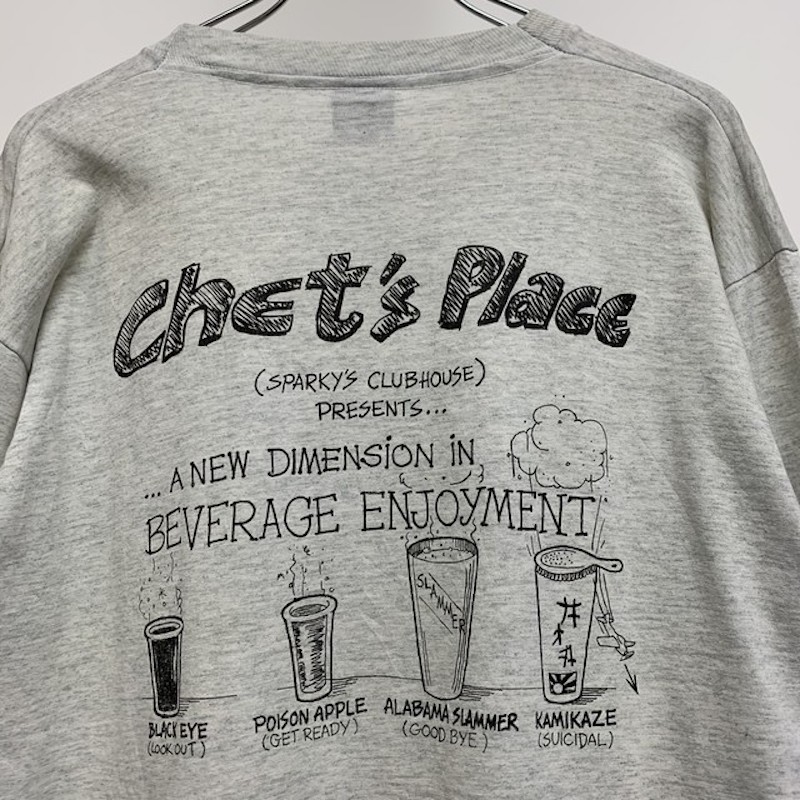 Chet's Place
(SPARKY'S CLUBHOUSE)
PRESENTS...
...A NEW DIMENSiON iN
BEVERAGE ENJOYMENT
SLAMMER
BLACK EYE
(LOOK OUT)
POISON APPLE
(GET READY)
ALABAMA SLAMMER
(GOOD BYE)
KAMIKAZE
(SUICIDAL)